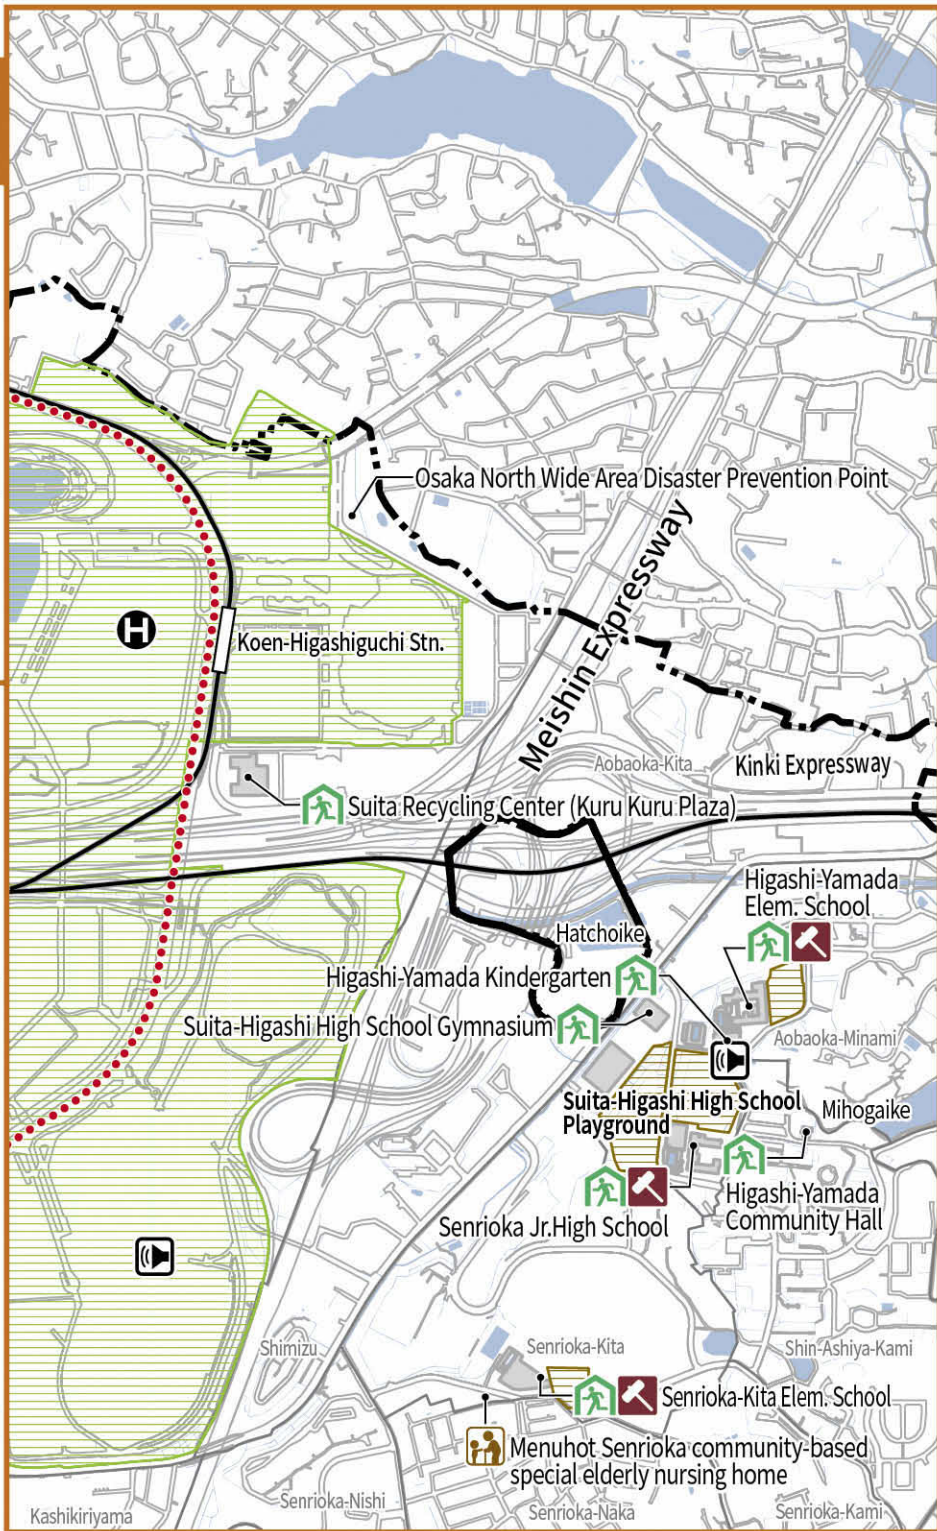 Osaka North Wide Area Disaster Prevention Point
Meishin Expressway
H
Koen-Higashiguchi Stn.
Aobaoka-Kita
Kinki Expressway
Suita Recycling Center (Kuru Kuru Plaza)
Higashi-Yamada
Elem. School
Hatchoike
Higashi-Yamada Kindergarten
Suita-Higashi High School Gymnasium
Aobaoka-Minami
Suita-Higashi High School
Playground
Mihogaike
Higashi-Yamada
Community Hall
Senrioka Jr.High School
Shimizu
Senrioka-Kita
Shin-Ashiya-Kami
Senrioka-Kita Elem. School
Menuhot Senrioka community-based
special elderly nursing home
Kashikiriyama
Senrioka-Nishi
Senrioka-Naka
Senrioka-Kami